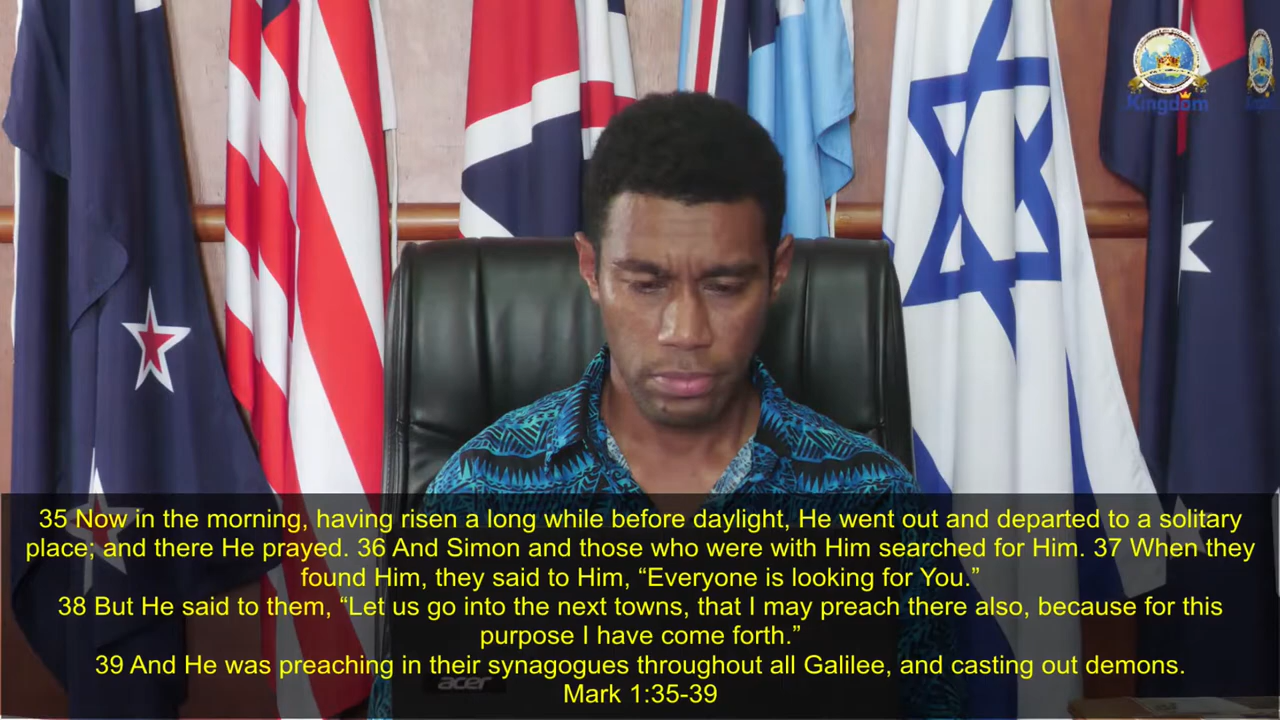 Kingdom
35 Now in the morning, having risen a long while before daylight, He went out and departed to a solitary
place; and there He prayed. 36 And Simon and those who were with Him searched for Him. 37 When they
found Him, they said to Him, “Everyone is looking for You.”
38 But He said to them, “Let us go into the next towns, that I may preach there also, because for this
purpose I have come forth.”
39 And He was preaching in their synagogues throughout all Galilee, and casting out demons.
acer
Mark 1:35-39